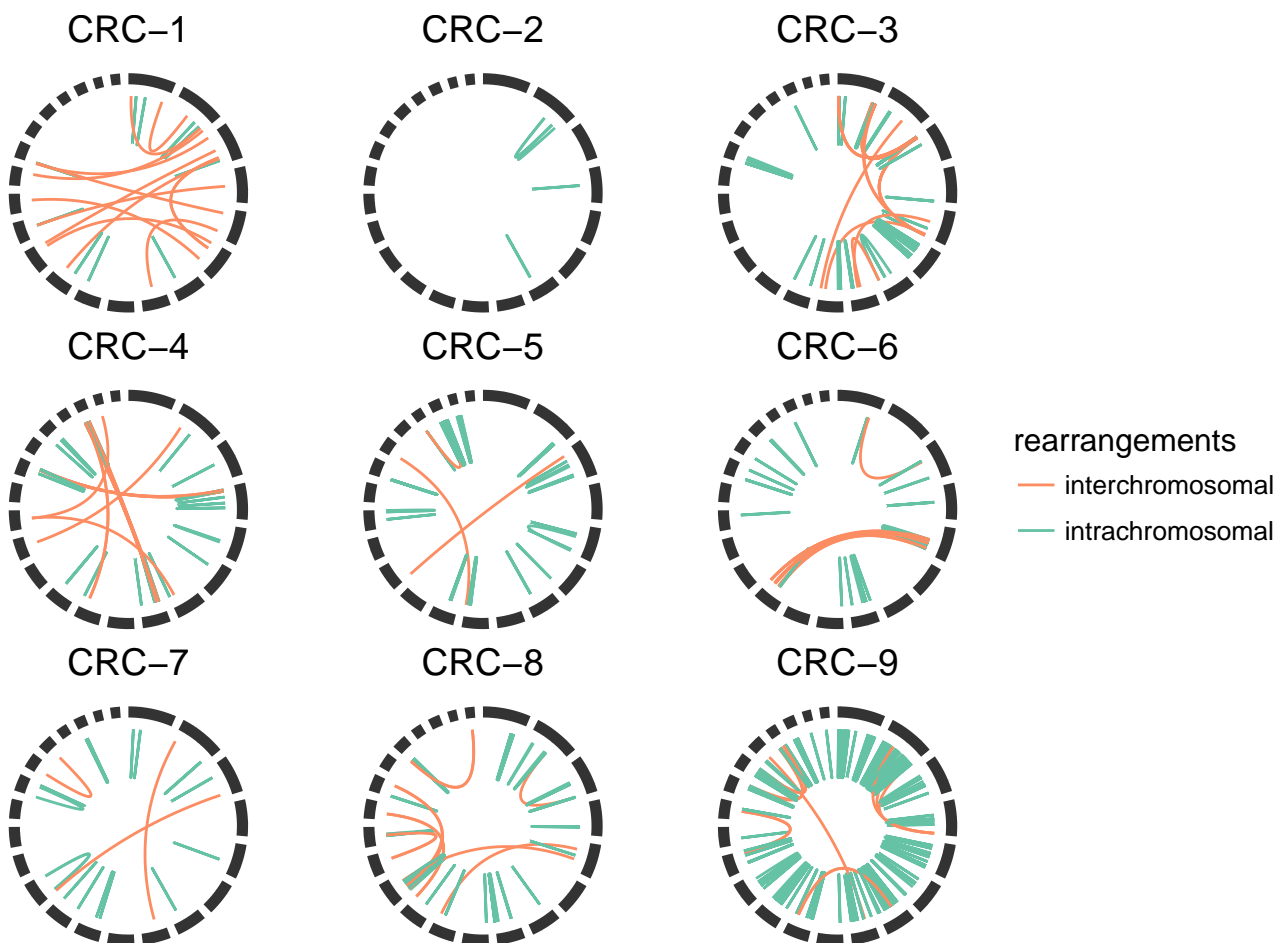 CRC−1
CRC−2
CRC−3
CRC−4
CRC−5
CRC−6
rearrangements
interchromosomal
intrachromosomal
CRC−7
CRC−8
CRC−9